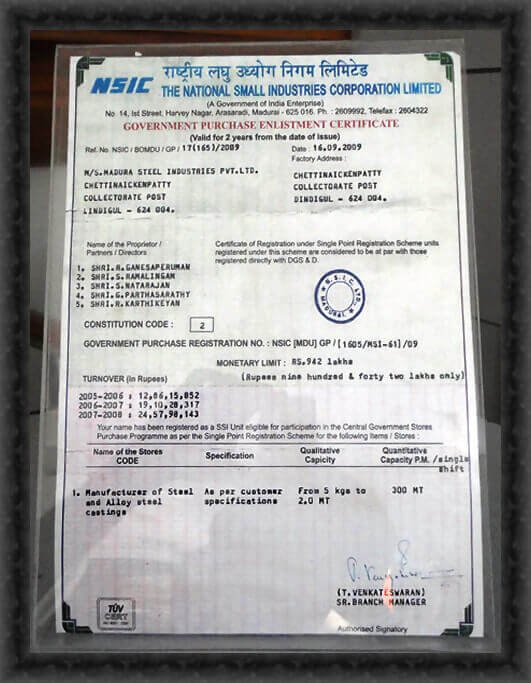 NSIC
राष्ट्रीय लघु उध्योग निगम लिमिटेड
THE NATIONAL SMALL INDUSTRIES CORPORATION LIMITED
(A Government of India Enterprise)
No 14, Ist Street, Harvey Nagar, Arasaradi, Madurai - 625 016. Ph. : 2609992, Telefax : 2604322
GOVERNMENT PURCHASE ENLISTMENT CERTIFICATE
(Valid for 2 years from the date of issue)
Ref. No. NSIC / BOMDU / GP / 17(165)/2009 Date : 16.09.2009
Factory Address :
M/S.MADURA STEEL INDUSTRIES PVT.LTD.
CHETTINAICKENPATTY CHETTINAICKENPATTY
COLLECTORATE POST COLLECTORATE POST
DINDIGUL - 624 004. DINDIGUL - 624 004.
Name of the Proprietor / Certificate of Registration under Single Point Registration Scheme units
Partners / Directors registered under this scheme are considered to be at par with those
registered directly with DGS & D.
1. SHRI.R.GANESAPERUMAN
2. SHRI.S.RAMALINGAM
3. SHRI.S.NATARAJAN
4. SHRI.G.PARTHASARATHY
5. SHRI.R.KARTHIKEYAN
N.S.I.C. LTD.
MADURAI
CONSTITUTION CODE : 2
GOVERNMENT PURCHASE REGISTRATION NO. : NSIC [MDU] GP /[1605/MSI-61]/09
MONETARY LIMIT : RS.942 lakhs
TURNOVER (In Rupees) (Rupees nine hundred & forty two lakhs only)
2005-2006 : 12,86,15,852
2006-2007 : 19,10,28,317
2007-2008 : 24,57,98,143
Your name has been registered as a SSI Unit eligible for participation in the Central Government Stores
Purchase Programme as per the Single Point Registration Scheme for the following Items / Stores :
Name of the Stores Specification Qualitative Quantitative
CODE Capicity Capacity P.M. /single
shift
1. Manufacturer of Steel As per customer From 5 kgs to 300 MT
and Alloy steel specifications 2.0 MT
castings
(T.VENKATESWARAN)
SR.BRANCH MANAGER
TÜV
CERT
Authorised Signatory